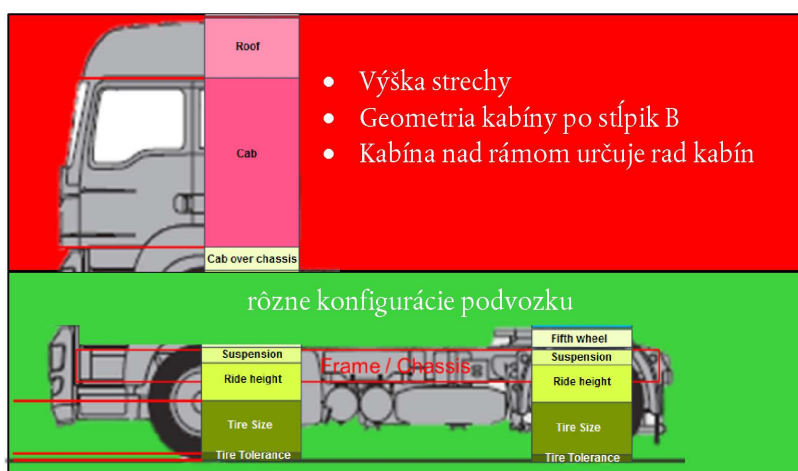 Roof
• Výška strechy
• Geometria kabíny po stĺpik B
Cab
• Kabína nad rámom určuje rad kabín
Cab over chassis
rôzne konfigurácie podvozku
Fifth wheel
Suspension
Frame / Chassis
Suspension
Ride height
Ride height
Tire Size
Tire Size
Tire Tolerance
Tire Tolerance